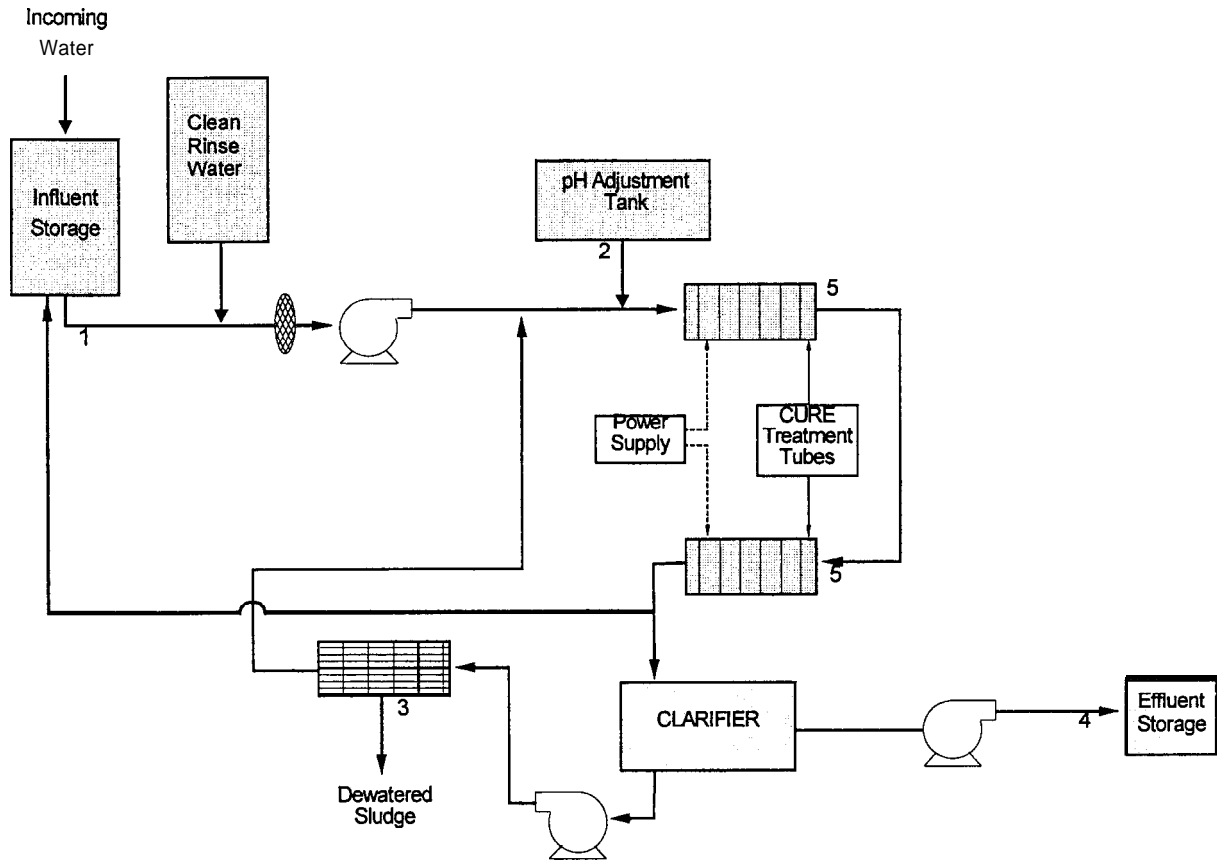 Incoming
Water
Clean
Rinse
Water
Influent
Storage
pH Adjustment
Tank
2
5
1
Power
Supply
CURE
Treatment
Tubes
5
3
CLARIFIER
4
Effluent
Storage
Dewatered
Sludge